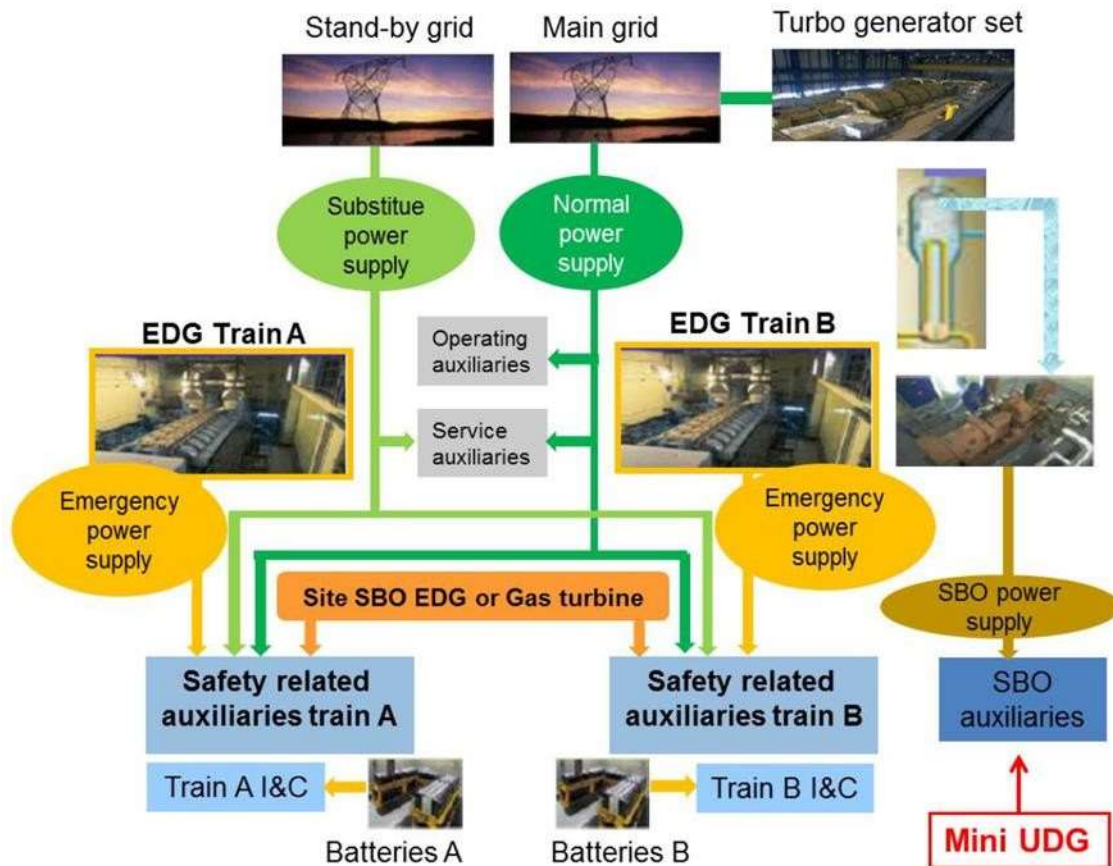 Stand-by grid
Main grid
Turbo generator set
Substitue
power
supply
Normal
power
supply
EDG Train A
Operating
auxiliaries
EDG Train B
Service
auxiliaries
Emergency
power
supply
Emergency
power
supply
Site SBO EDG or Gas turbine
SBO power
supply
Safety related
auxiliaries train A
Safety related
auxiliaries train B
SBO
auxiliaries
Train A I&C
Train B I&C
Batteries A
Batteries B
Mini UDG